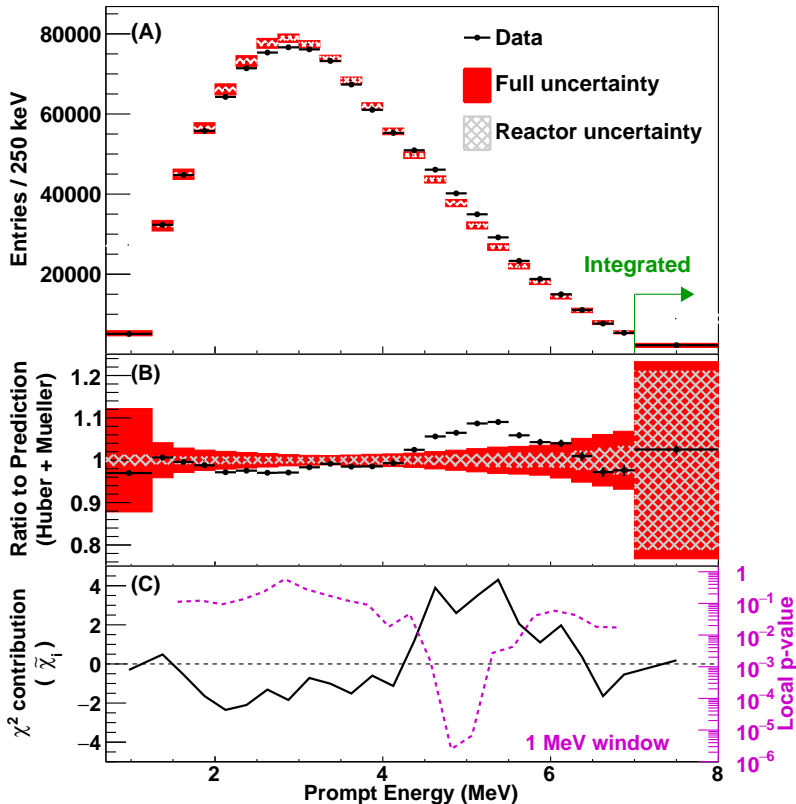 (A)
Data
Full uncertainty
Reactor uncertainty
Integrated
Entries / 250 keV
80000
60000
40000
20000
(B)
Ratio to Prediction
(Huber + Mueller)
1.2
1.1
1
0.9
0.8
(C)
χ² contribution
( χ̃ᵢ )
4
2
0
−2
−4
1 MeV window
1
10⁻¹
10⁻²
10⁻³
10⁻⁴
10⁻⁵
10⁻⁶
Local p-value
2
4
6
8
Prompt Energy (MeV)